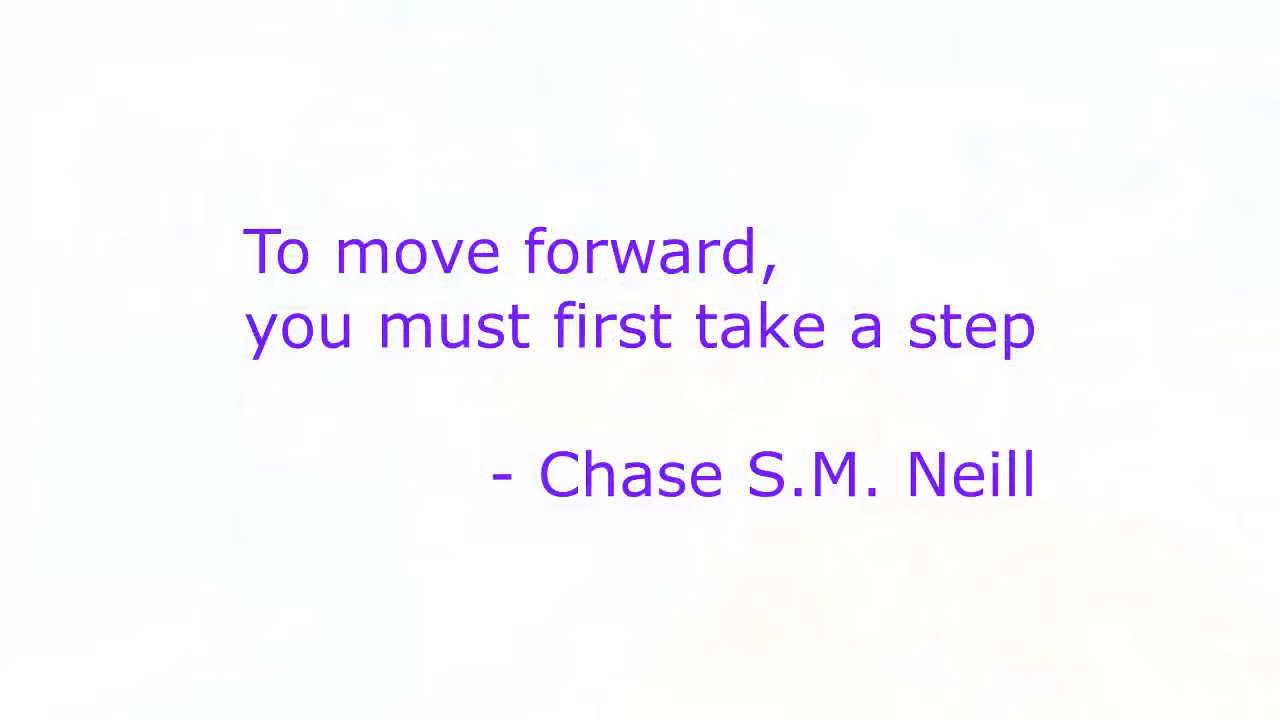 To move forward,
you must first take a step
- Chase S.M. Neill